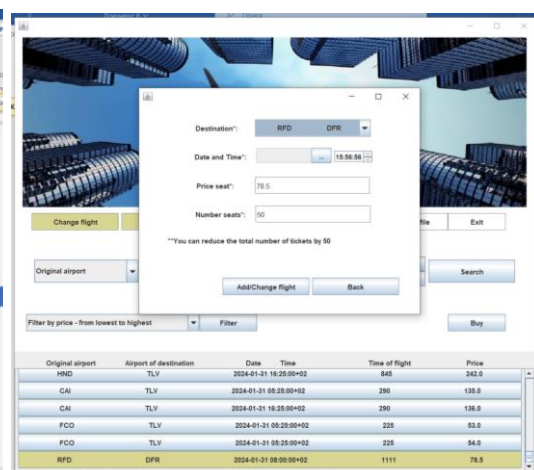 Destination*: RFD DFR
Date and Time*: ... 15:56:56
Price seat*: 78.5
Number seats*: 50
**You can reduce the total number of tickets by 50
Add/Change flight Back
Change flight Exit
Original airport Search
Filter by price - from lowest to highest Filter Buy
Original airport Airport of destination Date Time Time of flight Price
HND TLV 2024-01-31 16:25:00+02 845 242.0
CAI TLV 2024-01-31 05:25:00+02 290 135.0
CAI TLV 2024-01-31 16:25:00+02 290 136.0
FCO TLV 2024-01-31 05:25:00+02 225 53.0
FCO TLV 2024-01-31 05:25:00+02 225 54.0
RFD DFR 2024-01-31 08:00:00+02 1111 78.5